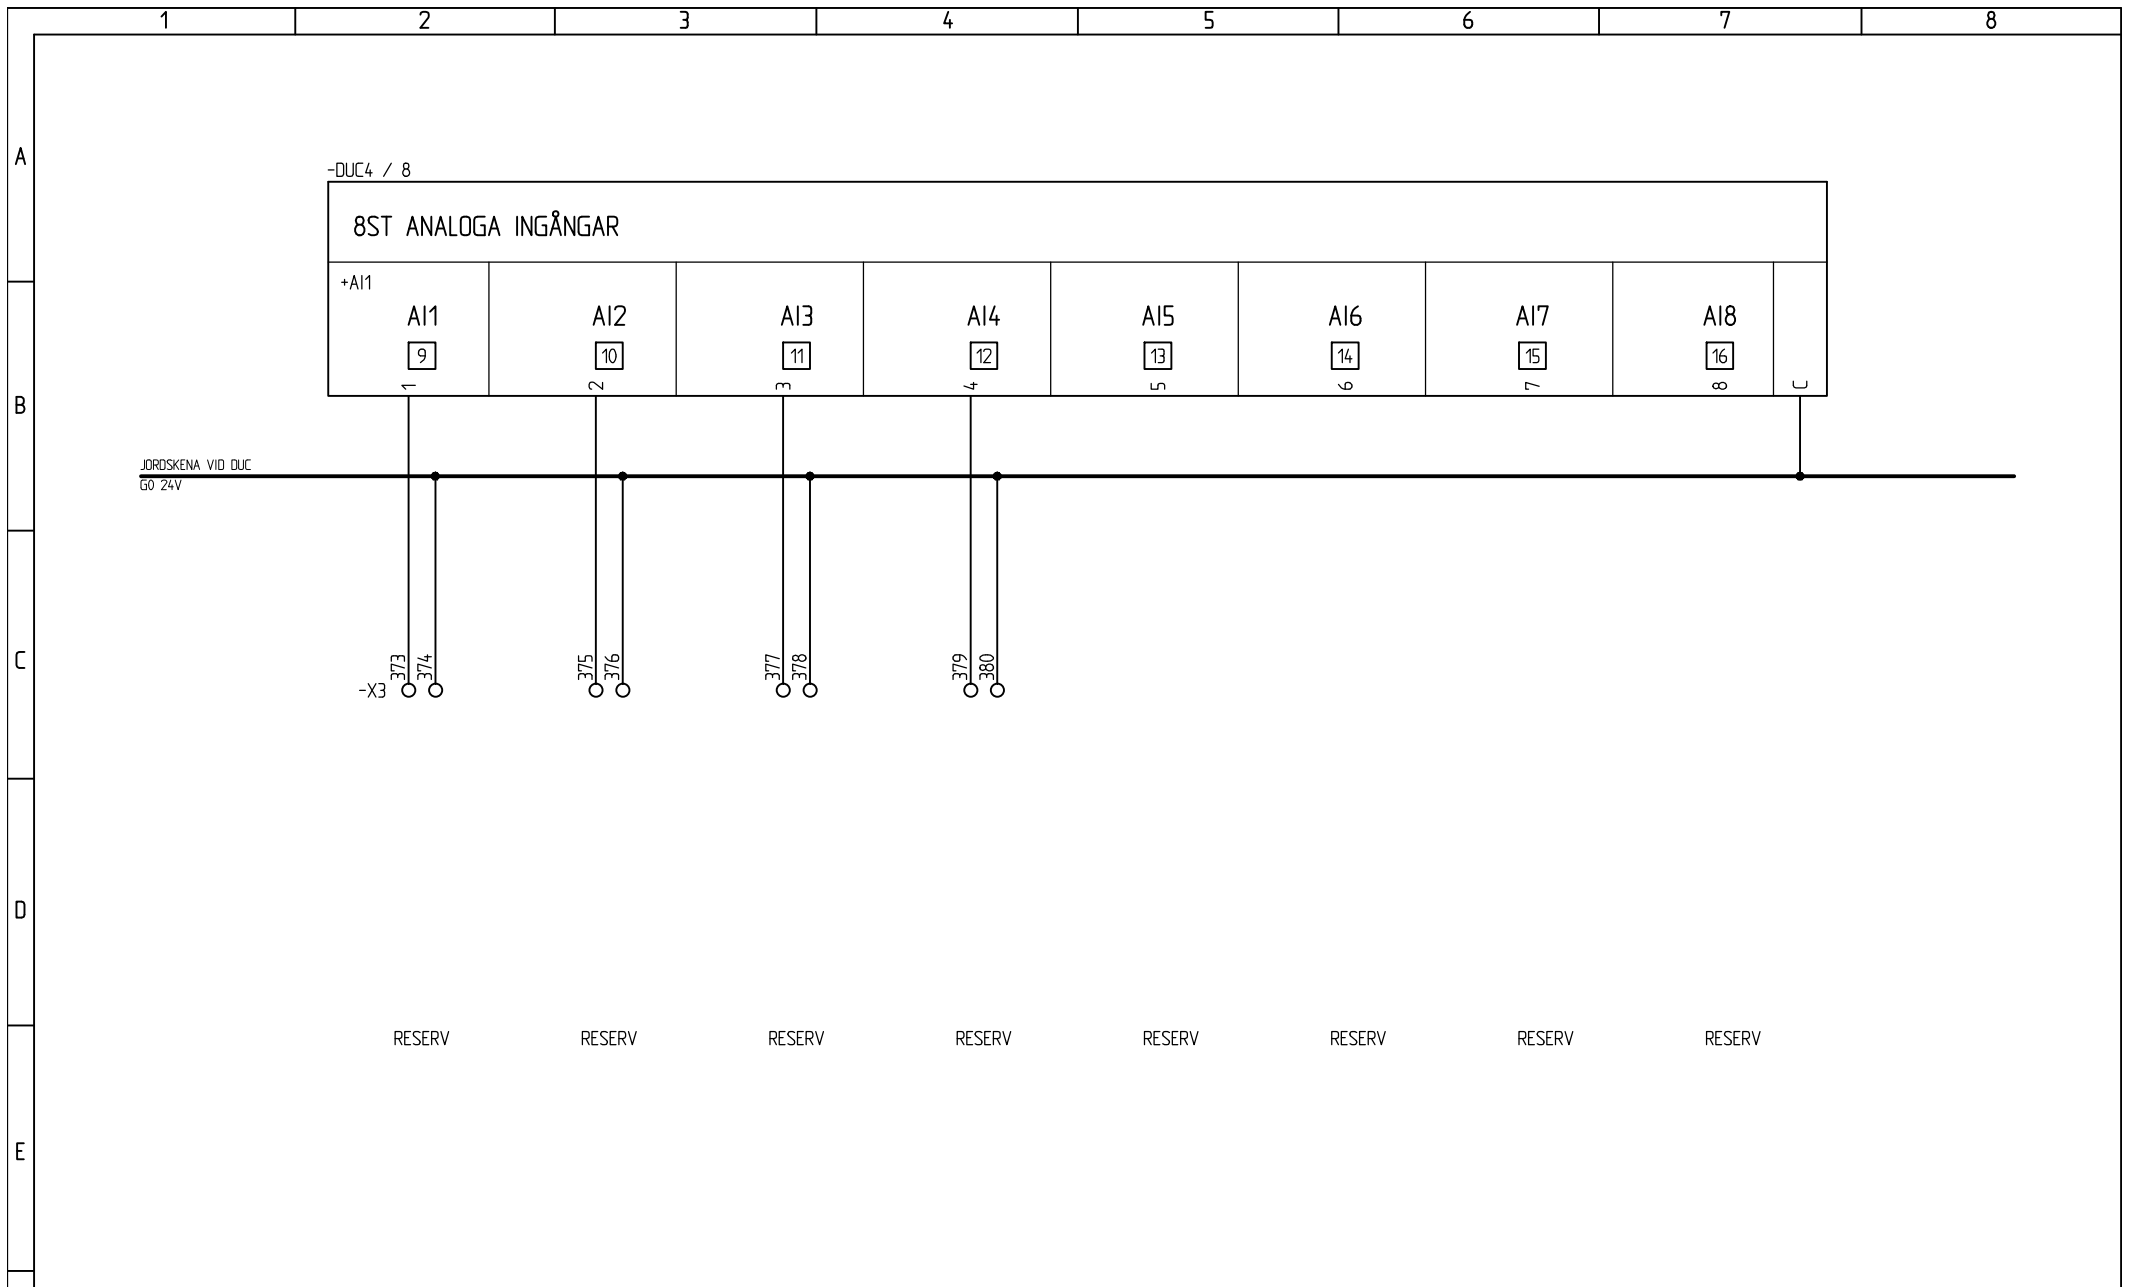 1 2 3 4 5 6 7 8
A
-DUC4 / 8
8ST ANALOGA INGÅNGAR
+AI1
AI1 AI2 AI3 AI4 AI5 AI6 AI7 AI8
9 10 11 12 13 14 15 16
1 2 3 4 5 6 7 8 C
B
JORDSKENA VID DUC
G0 24V
C
373 374 375 376 377 378 379 380
-X3
D
RESERV RESERV RESERV RESERV RESERV RESERV RESERV RESERV
E